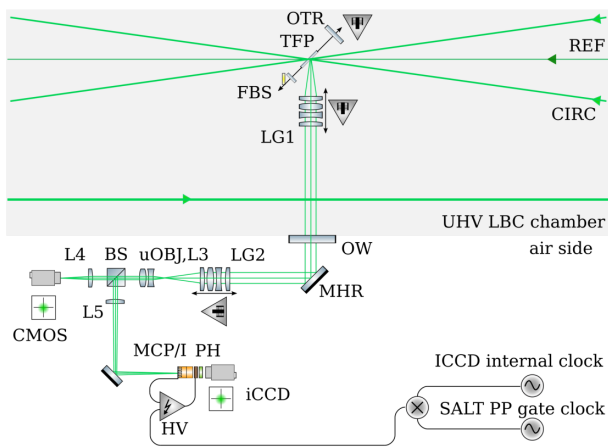 OTR
TFP
REF
FBS
CIRC
LG1
UHV LBC chamber
OW
air side
L4 BS uOBJ,L3 LG2
MHR
L5
CMOS
MCP/I PH
ICCD internal clock
iCCD
SALT PP gate clock
HV